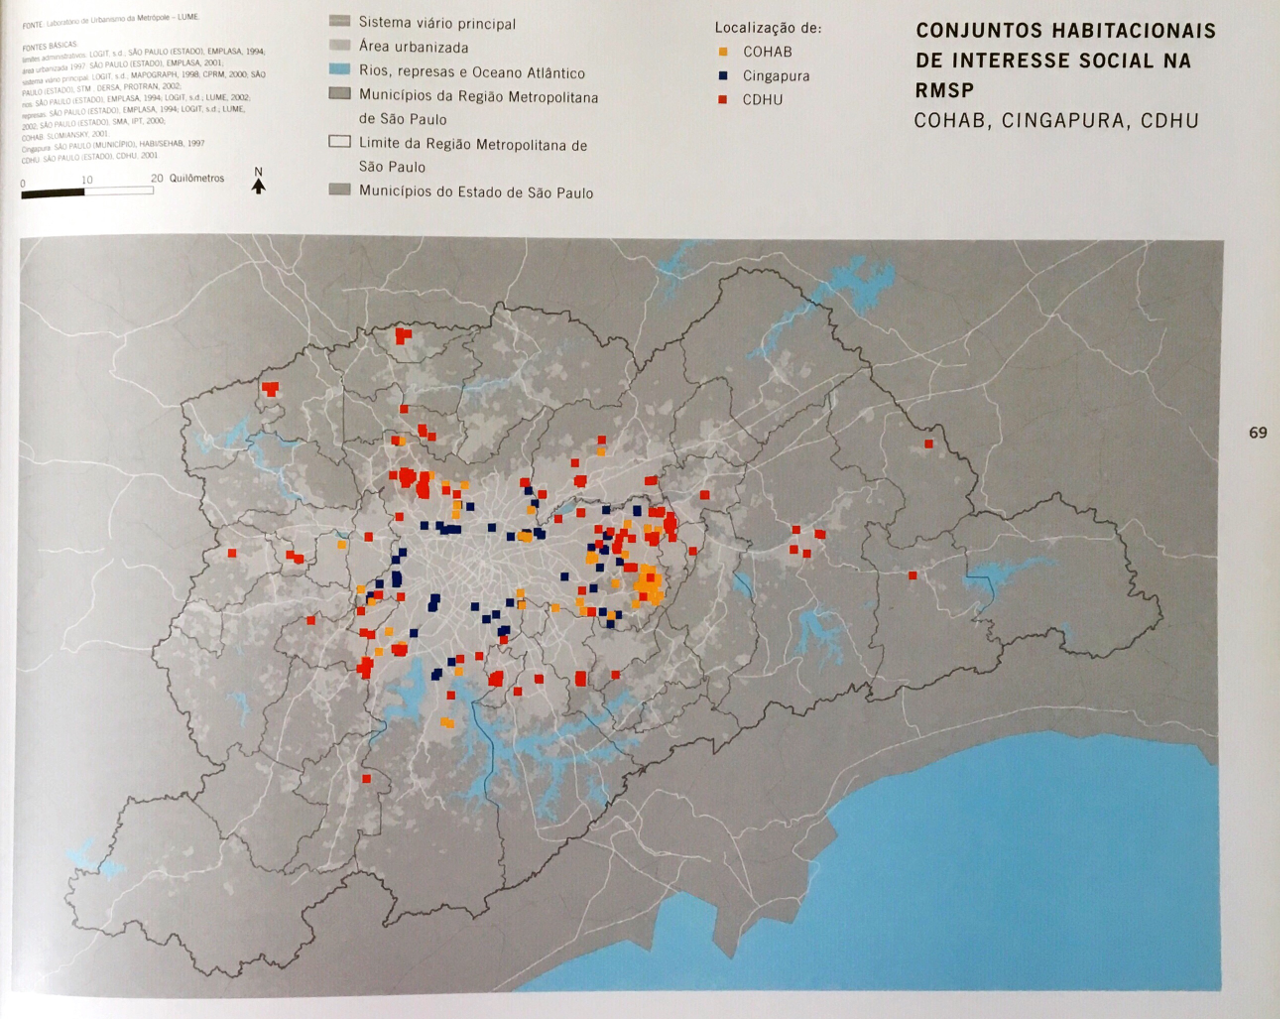 FONTE: Laboratório de Urbanismo da Metrópole – LUME.
FONTES BÁSICAS:
limites administrativos: LOGIT, s.d.; SÃO PAULO (ESTADO), EMPLASA, 1994;
área urbanizada 1997: SÃO PAULO (ESTADO), EMPLASA, 2001;
sistema viário principal: LOGIT, s.d.; MAPOGRAPH, 1998; CPRM, 2000; SÃO
PAULO (ESTADO), STM, DERSA, PROTRAN, 2002;
rios: SÃO PAULO (ESTADO), EMPLASA, 1994; LOGIT, s.d.; LUME, 2002;
represas: SÃO PAULO (ESTADO), EMPLASA, 1994; LOGIT, s.d.; LUME,
2002; SÃO PAULO (ESTADO), SMA, IPT, 2000;
COHAB: SLOMIANSKY, 2001.
Cingapura: SÃO PAULO (MUNICÍPIO), HABI/SEHAB, 1997
CDHU: SÃO PAULO (ESTADO), CDHU, 2001.
0 10 20 Quilômetros
N
Sistema viário principal
Área urbanizada
Rios, represas e Oceano Atlântico
Municípios da Região Metropolitana
de São Paulo
Limite da Região Metropolitana de
São Paulo
Municípios do Estado de São Paulo
Localização de:
COHAB
Cingapura
CDHU
CONJUNTOS HABITACIONAIS
DE INTERESSE SOCIAL NA
RMSP
COHAB, CINGAPURA, CDHU
69